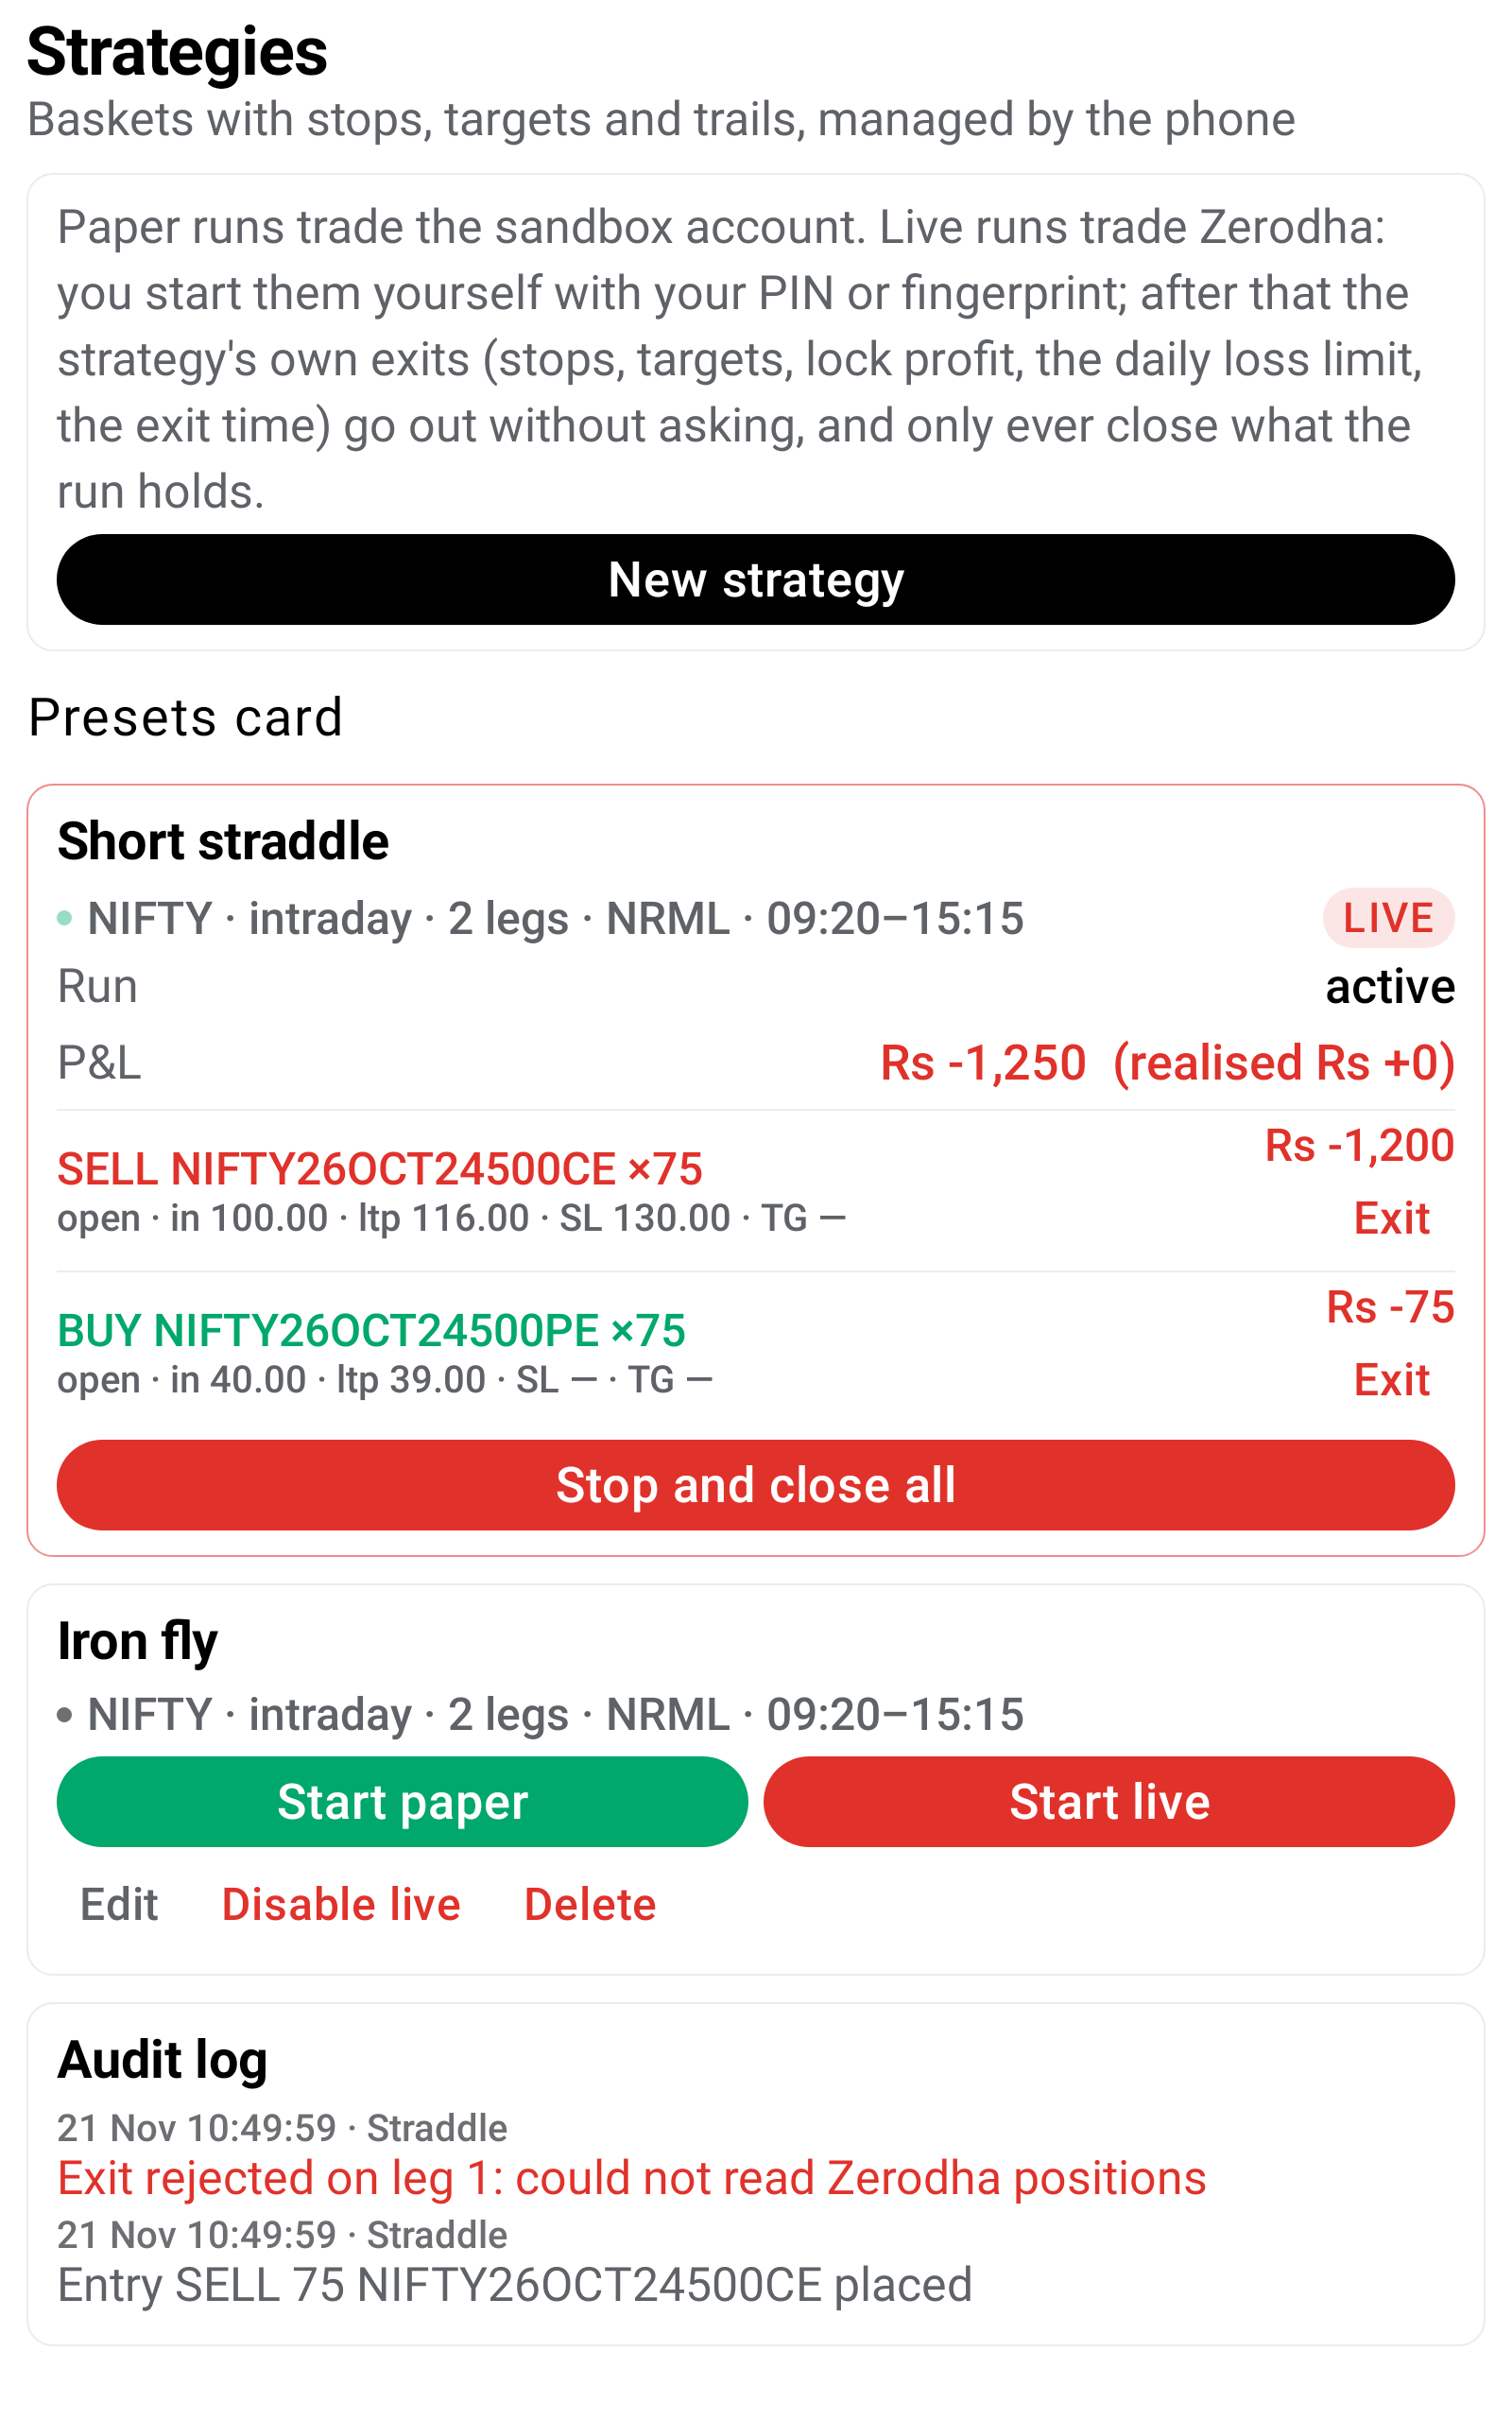 Strategies
Baskets with stops, targets and trails, managed by the phone
Paper runs trade the sandbox account. Live runs trade Zerodha:
you start them yourself with your PIN or fingerprint; after that the
strategy's own exits (stops, targets, lock profit, the daily loss limit,
the exit time) go out without asking, and only ever close what the
run holds.
New strategy
Presets card
Short straddle
• NIFTY · intraday · 2 legs · NRML · 09:20–15:15 LIVE
Run active
P&L Rs -1,250 (realised Rs +0)
SELL NIFTY26OCT24500CE ×75 Rs -1,200
open · in 100.00 · ltp 116.00 · SL 130.00 · TG — Exit
BUY NIFTY26OCT24500PE ×75 Rs -75
open · in 40.00 · ltp 39.00 · SL — · TG — Exit
Stop and close all
Iron fly
• NIFTY · intraday · 2 legs · NRML · 09:20–15:15
Start paper Start live
Edit Disable live Delete
Audit log
21 Nov 10:49:59 · Straddle
Exit rejected on leg 1: could not read Zerodha positions
21 Nov 10:49:59 · Straddle
Entry SELL 75 NIFTY26OCT24500CE placed